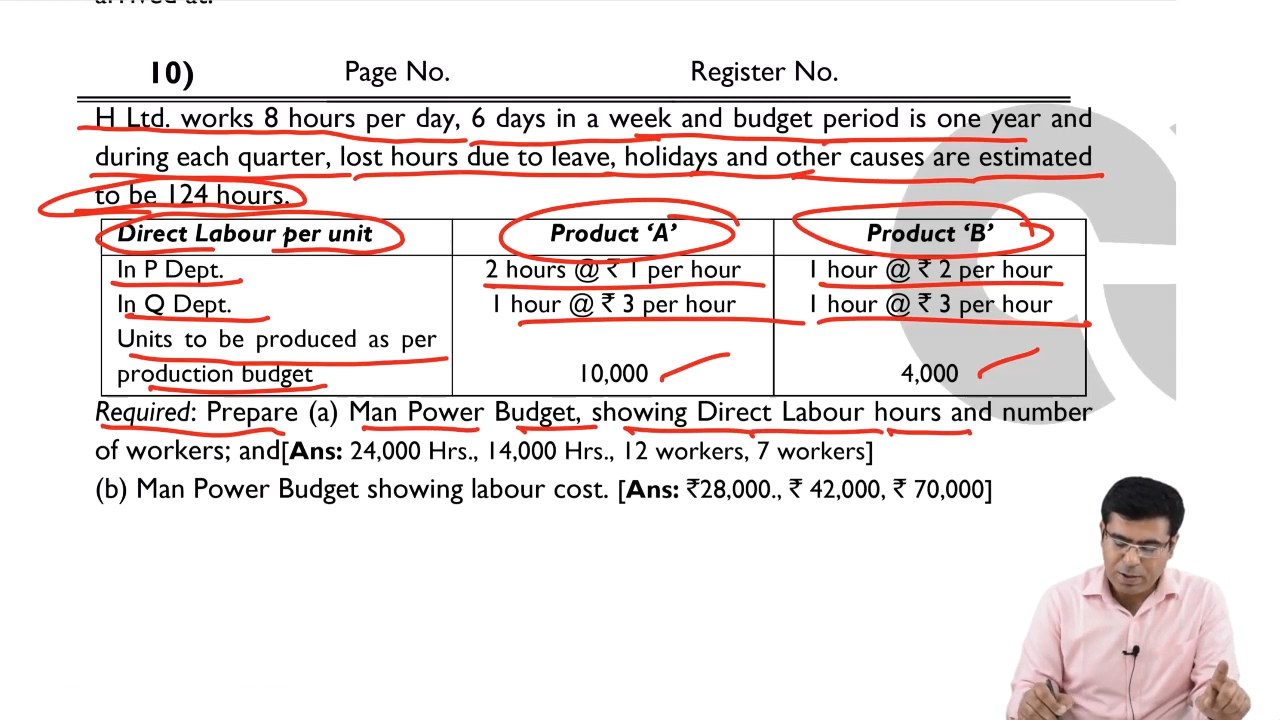 10) Page No. Register No.
H Ltd. works 8 hours per day, 6 days in a week and budget period is one year and
during each quarter, lost hours due to leave, holidays and other causes are estimated
to be 124 hours.
Direct Labour per unit Product ‘A’ Product ‘B’
In P Dept. 2 hours @ ₹ 1 per hour 1 hour @ ₹ 2 per hour
In Q Dept. 1 hour @ ₹ 3 per hour 1 hour @ ₹ 3 per hour
Units to be produced as per
production budget 10,000 4,000
Required: Prepare (a) Man Power Budget, showing Direct Labour hours and number
of workers; and[Ans: 24,000 Hrs., 14,000 Hrs., 12 workers, 7 workers]
(b) Man Power Budget showing labour cost. [Ans: ₹28,000., ₹ 42,000, ₹ 70,000]